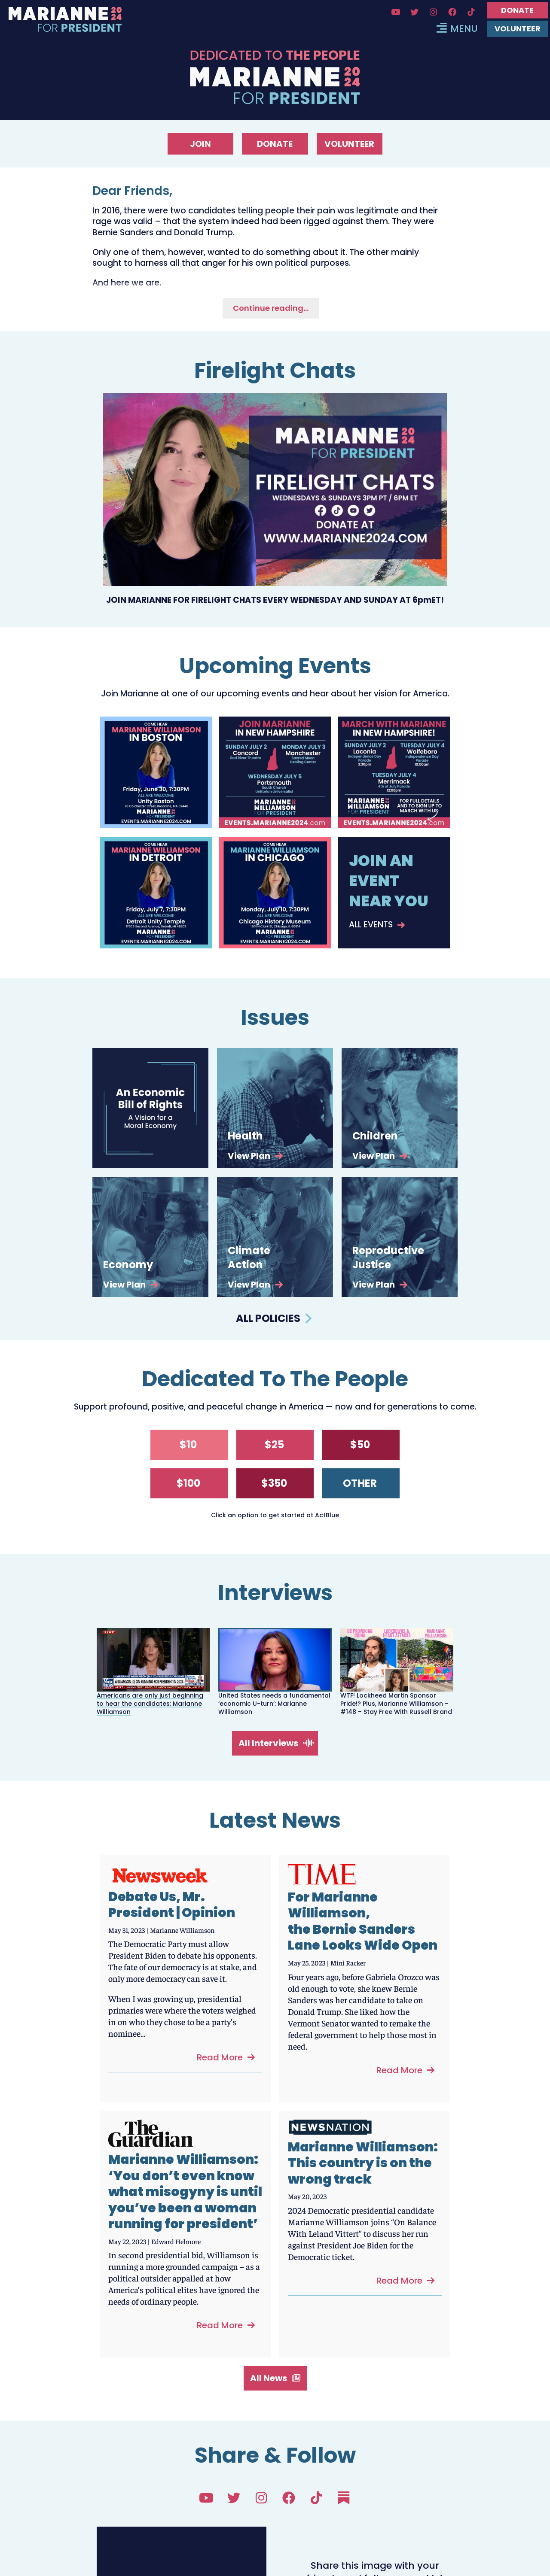 MARIANNE 2024
FOR PRESIDENT
DONATE
MENU
VOLUNTEER
DEDICATED TO THE PEOPLE
MARIANNE 2024
FOR PRESIDENT
JOIN
DONATE
VOLUNTEER
Dear Friends,
In 2016, there were two candidates telling people their pain was legitimate and their
rage was valid – that the system indeed had been rigged against them. They were
Bernie Sanders and Donald Trump.
Only one of them, however, wanted to do something about it. The other mainly
sought to harness all that anger for his own political purposes.
And here we are.
Continue reading...
Firelight Chats
MARIANNE 2024
FOR PRESIDENT
FIRELIGHT CHATS
WEDNESDAYS & SUNDAYS 3PM PT / 6PM ET
DONATE AT
WWW.MARIANNE2024.COM
JOIN MARIANNE FOR FIRELIGHT CHATS EVERY WEDNESDAY AND SUNDAY AT 6pmET!
Upcoming Events
Join Marianne at one of our upcoming events and hear about her vision for America.
COME HEAR
MARIANNE WILLIAMSON
IN BOSTON
Friday, June 30, 7:30PM
ALL ARE WELCOME
Unity Boston
EVENTS.MARIANNE2024.COM
JOIN MARIANNE
IN NEW HAMPSHIRE
SUNDAY JULY 2
Concord
Red River Theatre
MONDAY JULY 3
Manchester
Sacred Moon
Healing Center
WEDNESDAY JULY 5
Portsmouth
South Church
Unitarian Universalist
MARIANNE
WILLIAMSON
FOR PRESIDENT
EVENTS.MARIANNE2024.com
MARCH WITH MARIANNE
IN NEW HAMPSHIRE!
SUNDAY JULY 2
Laconia
Independence Day
Parade
TUESDAY JULY 4
Wolfeboro
Independence Day
Parade
10:00am
TUESDAY JULY 4
Merrimack
4th of July Parade
MARIANNE
WILLIAMSON
FOR PRESIDENT
FOR FULL DETAILS
AND TO SIGN UP TO
MARCH WITH US
EVENTS.MARIANNE2024.com
COME HEAR
MARIANNE WILLIAMSON
IN DETROIT
Friday, July 7, 7:30PM
ALL ARE WELCOME
Detroit Unity Temple
EVENTS.MARIANNE2024.COM
COME HEAR
MARIANNE WILLIAMSON
IN CHICAGO
Monday, July 10, 7:30PM
ALL ARE WELCOME
Chicago History Museum
EVENTS.MARIANNE2024.COM
JOIN AN
EVENT
NEAR YOU
ALL EVENTS
Issues
An Economic
Bill of Rights
A Vision for a
Moral Economy
Health
View Plan
Children
View Plan
Economy
View Plan
Climate
Action
View Plan
Reproductive
Justice
View Plan
ALL POLICIES
Dedicated To The People
Support profound, positive, and peaceful change in America — now and for generations to come.
$10
$25
$50
$100
$350
OTHER
Click an option to get started at ActBlue
Interviews
Americans are only just beginning
to hear the candidates: Marianne
Williamson
United States needs a fundamental
'economic U-turn': Marianne
Williamson
WTF! Lockheed Martin Sponsor
Pride!? Plus, Marianne Williamson –
#148 – Stay Free With Russell Brand
All Interviews
Latest News
Newsweek
Debate Us, Mr.
President | Opinion
May 31, 2023 | Marianne Williamson
The Democratic Party must allow
President Biden to debate his opponents.
The fate of our democracy is at stake, and
only more democracy can save it.
When I was growing up, presidential
primaries were where the voters weighed
in on who they chose to be a party's
nominee...
Read More
TIME
For Marianne
Williamson,
the Bernie Sanders
Lane Looks Wide Open
May 25, 2023 | Mini Racker
Four years ago, before Gabriela Orozco was
old enough to vote, she knew Bernie
Sanders was her candidate to take on
Donald Trump. She liked how the
Vermont Senator wanted to remake the
federal government to help those most in
need.
Read More
The
Guardian
Marianne Williamson:
'You don't even know
what misogyny is until
you've been a woman
running for president'
May 22, 2023 | Edward Helmore
In second presidential bid, Williamson is
running a more grounded campaign – as a
political outsider appalled at how
America's political elites have ignored the
needs of ordinary people.
Read More
NEWSNATION
Marianne Williamson:
This country is on the
wrong track
May 20, 2023
2024 Democratic presidential candidate
Marianne Williamson joins "On Balance
With Leland Vittert" to discuss her run
against President Joe Biden for the
Democratic ticket.
Read More
All News
Share & Follow
Share this image with your